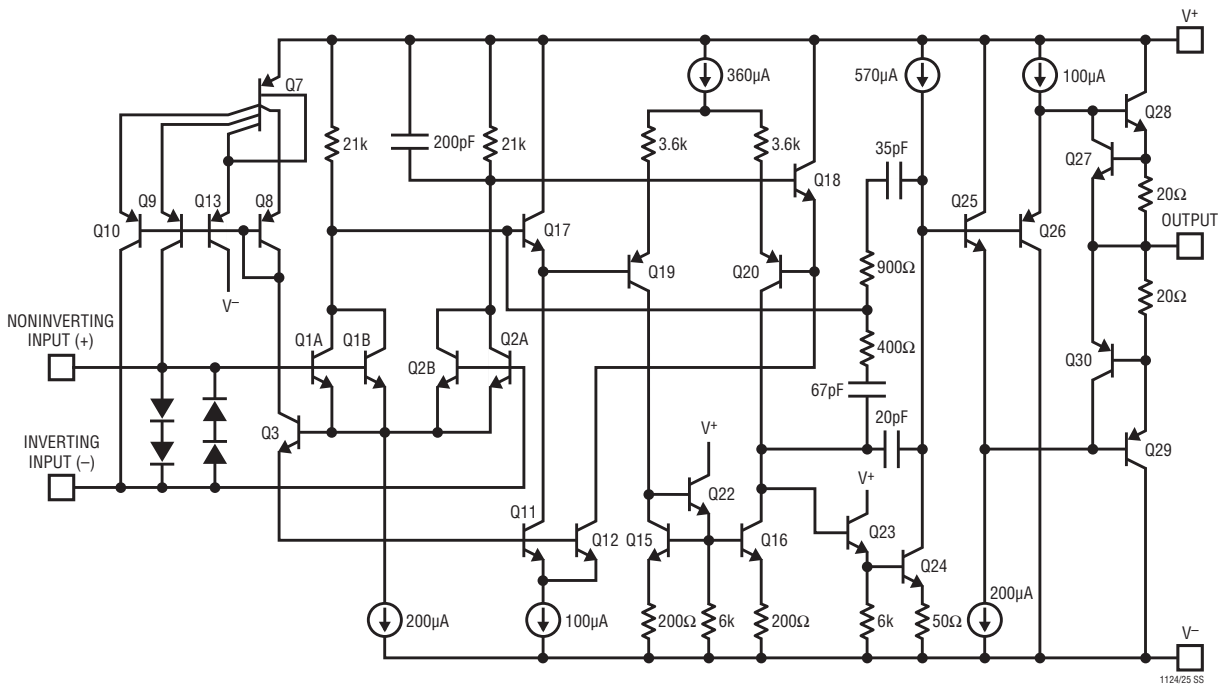 V+
Q7
360µA
570µA
100µA
Q28
21k
200pF
21k
3.6k
3.6k
35pF
Q27
Q18
20Ω
Q9
Q13
Q8
Q10
Q17
Q25
Q26
OUTPUT
Q19
Q20
900Ω
20Ω
V–
NONINVERTING
INPUT (+)
Q1A
Q1B
Q2B
Q2A
400Ω
Q30
67pF
20pF
INVERTING
INPUT (–)
Q3
V+
Q29
Q22
V+
Q11
Q12
Q15
Q16
Q23
Q24
200µA
100µA
200Ω
6k
200Ω
6k
50Ω
200µA
V–
1124/25 SS